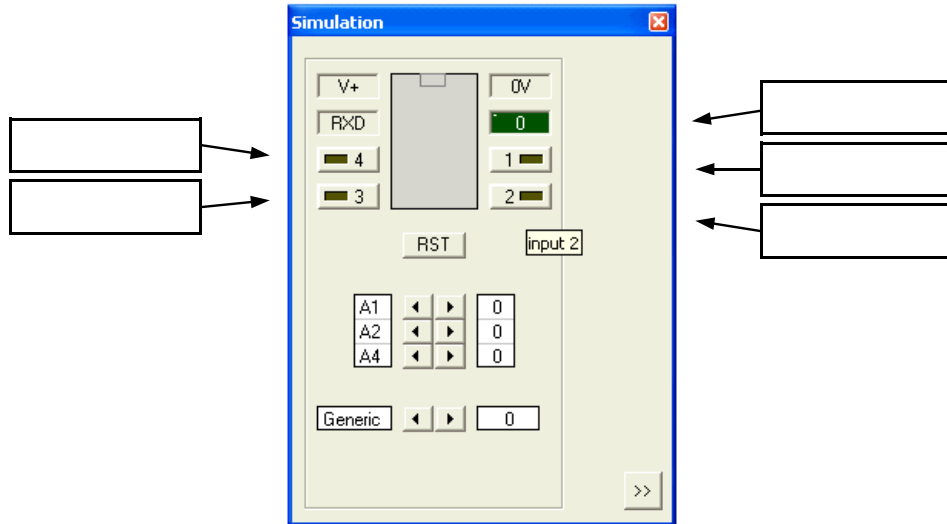 Simulation
V+ 0V
RXD 0
4 1
3 2
RST input 2
A1 0
A2 0
A4 0
Generic 0
>>